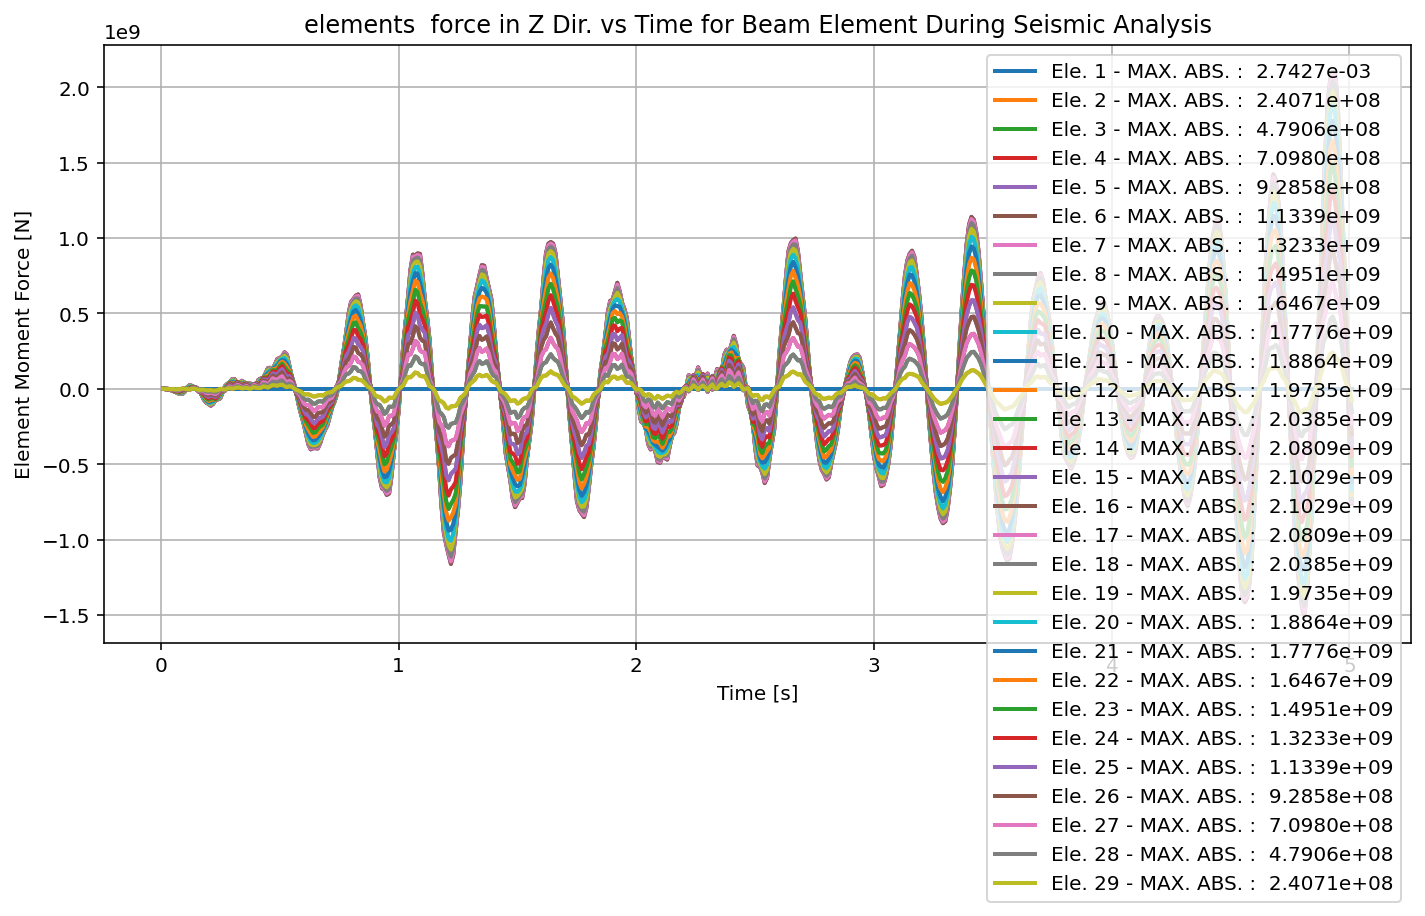 elements  force in Z Dir. vs Time for Beam Element During Seismic Analysis
1e9
2.0
1.5
1.0
0.5
0.0
−0.5
−1.0
−1.5
Element Moment Force [N]
0 1 2 3 4 5
Time [s]
Ele. 1 - MAX. ABS. :  2.7427e-03
Ele. 2 - MAX. ABS. :  2.4071e+08
Ele. 3 - MAX. ABS. :  4.7906e+08
Ele. 4 - MAX. ABS. :  7.0980e+08
Ele. 5 - MAX. ABS. :  9.2858e+08
Ele. 6 - MAX. ABS. :  1.1339e+09
Ele. 7 - MAX. ABS. :  1.3233e+09
Ele. 8 - MAX. ABS. :  1.4951e+09
Ele. 9 - MAX. ABS. :  1.6467e+09
Ele. 10 - MAX. ABS. :  1.7776e+09
Ele. 11 - MAX. ABS. :  1.8864e+09
Ele. 12 - MAX. ABS. :  1.9735e+09
Ele. 13 - MAX. ABS. :  2.0385e+09
Ele. 14 - MAX. ABS. :  2.0809e+09
Ele. 15 - MAX. ABS. :  2.1029e+09
Ele. 16 - MAX. ABS. :  2.1029e+09
Ele. 17 - MAX. ABS. :  2.0809e+09
Ele. 18 - MAX. ABS. :  2.0385e+09
Ele. 19 - MAX. ABS. :  1.9735e+09
Ele. 20 - MAX. ABS. :  1.8864e+09
Ele. 21 - MAX. ABS. :  1.7776e+09
Ele. 22 - MAX. ABS. :  1.6467e+09
Ele. 23 - MAX. ABS. :  1.4951e+09
Ele. 24 - MAX. ABS. :  1.3233e+09
Ele. 25 - MAX. ABS. :  1.1339e+09
Ele. 26 - MAX. ABS. :  9.2858e+08
Ele. 27 - MAX. ABS. :  7.0980e+08
Ele. 28 - MAX. ABS. :  4.7906e+08
Ele. 29 - MAX. ABS. :  2.4071e+08